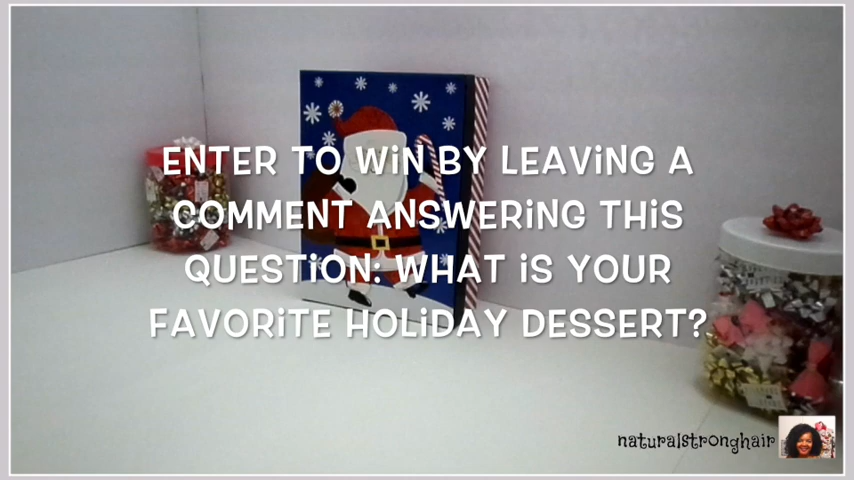 ENTER TO WiN BY LEAViNG A
COMMENT ANSWERiNG THiS
QUESTiON: WHAT iS YOUR
FAVORiTE HOLiDAY DESSERT?
naturalstronghair